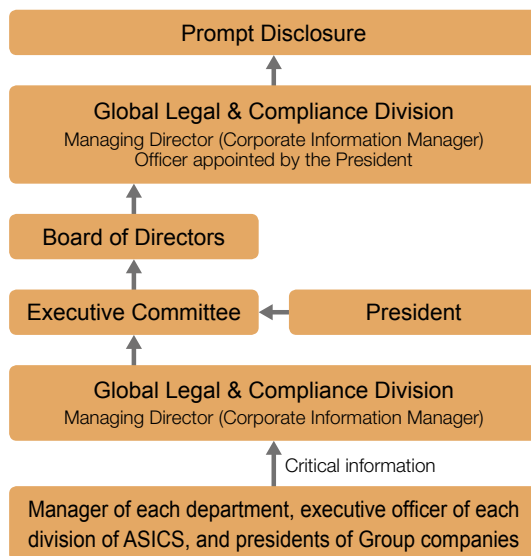 Prompt Disclosure
Global Legal & Compliance Division
Managing Director (Corporate Information Manager)
Officer appointed by the President
Board of Directors
Executive Committee
President
Global Legal & Compliance Division
Managing Director (Corporate Information Manager)
Critical information
Manager of each department, executive officer of each
division of ASICS, and presidents of Group companies